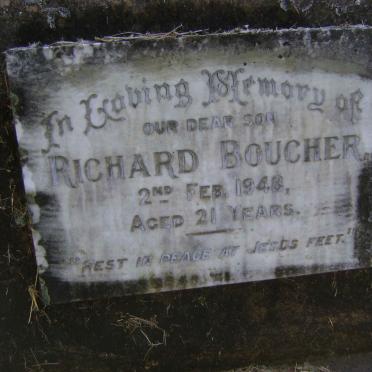 In Loving Memory of
OUR DEAR SON
RICHARD BOUCHER,
2ND FEB. 1948,
AGED 21 YEARS.
"REST IN PEACE AT JESUS FEET."